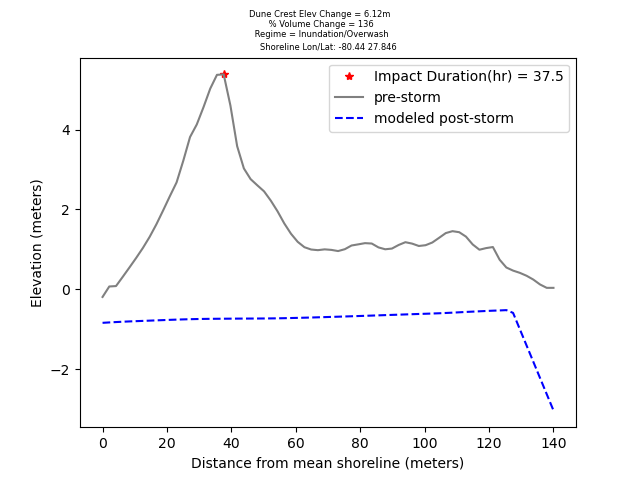 Dune Crest Elev Change = 6.12m
% Volume Change = 136
Regime = Inundation/Overwash
Shoreline Lon/Lat: -80.44 27.846
Impact Duration(hr) = 37.5
pre-storm
modeled post-storm
Elevation (meters)
4
2
0
−2
0 20 40 60 80 100 120 140
Distance from mean shoreline (meters)